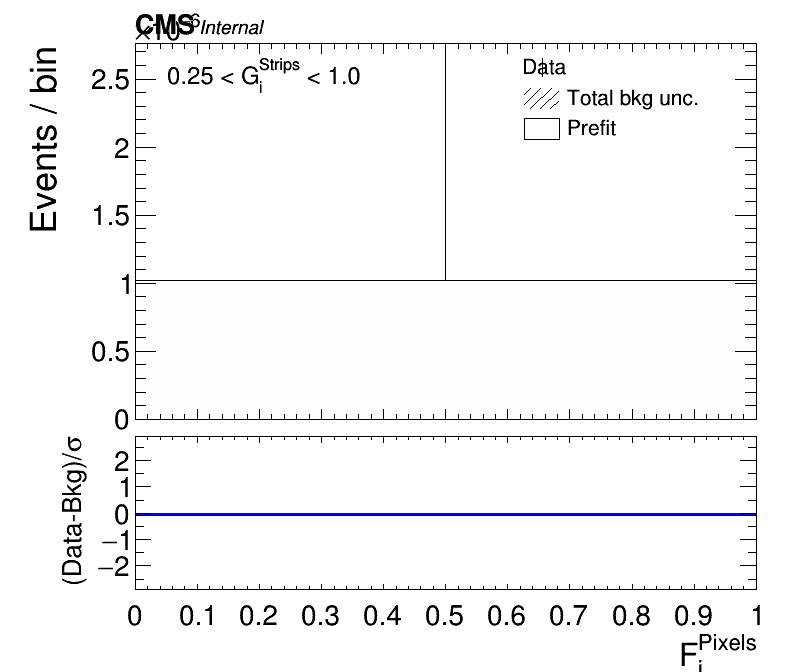 CMS Internal
×10⁻⁶
Events / bin
0.25 < G_i^Strips < 1.0
Data
Total bkg unc.
Prefit
2.5
2
1.5
1
0.5
0
(Data-Bkg)/σ
2
1
0
−1
−2
0 0.1 0.2 0.3 0.4 0.5 0.6 0.7 0.8 0.9 1
F_i^Pixels